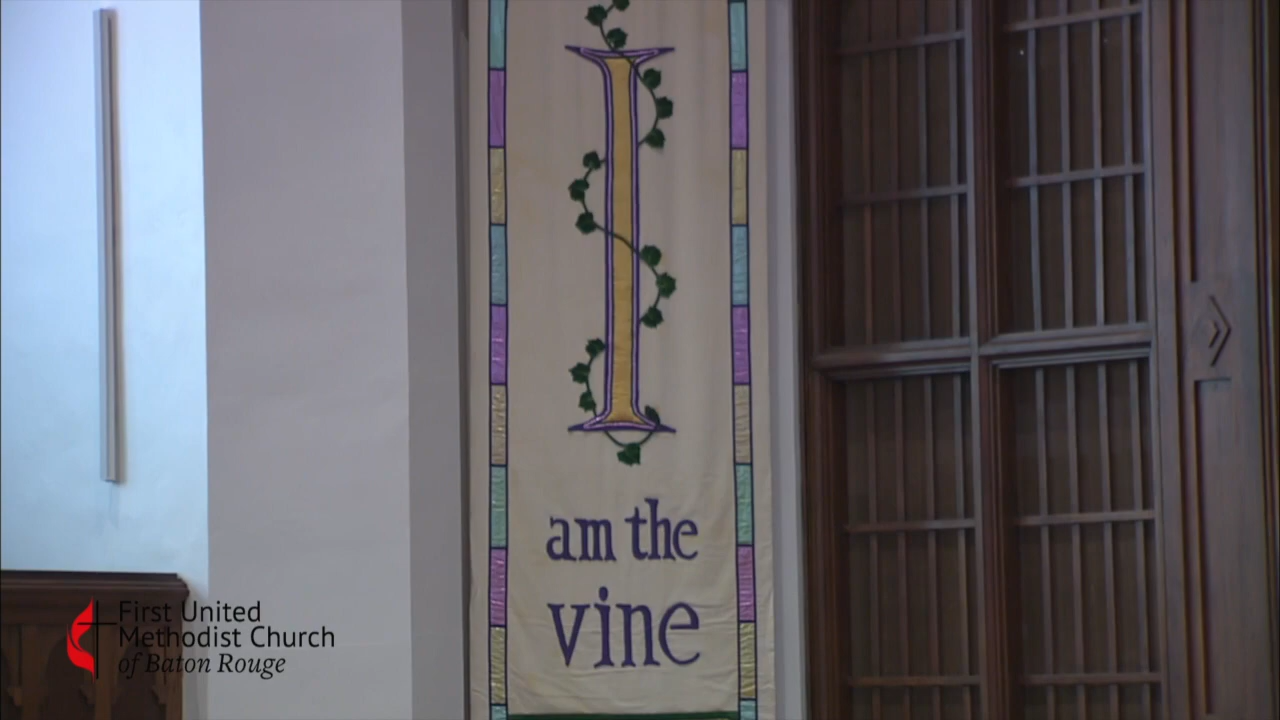 I
am the
vine
First United
Methodist Church
of Baton Rouge